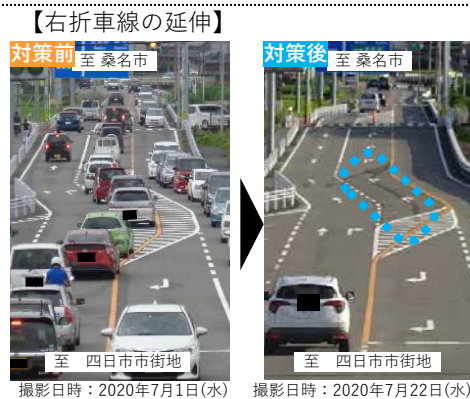 【右折車線の延伸】
対策前
至 桑名市
対策後
至 桑名市
至 四日市市街地
至 四日市市街地
撮影日時：2020年7月1日(水)
撮影日時：2020年7月22日(水)